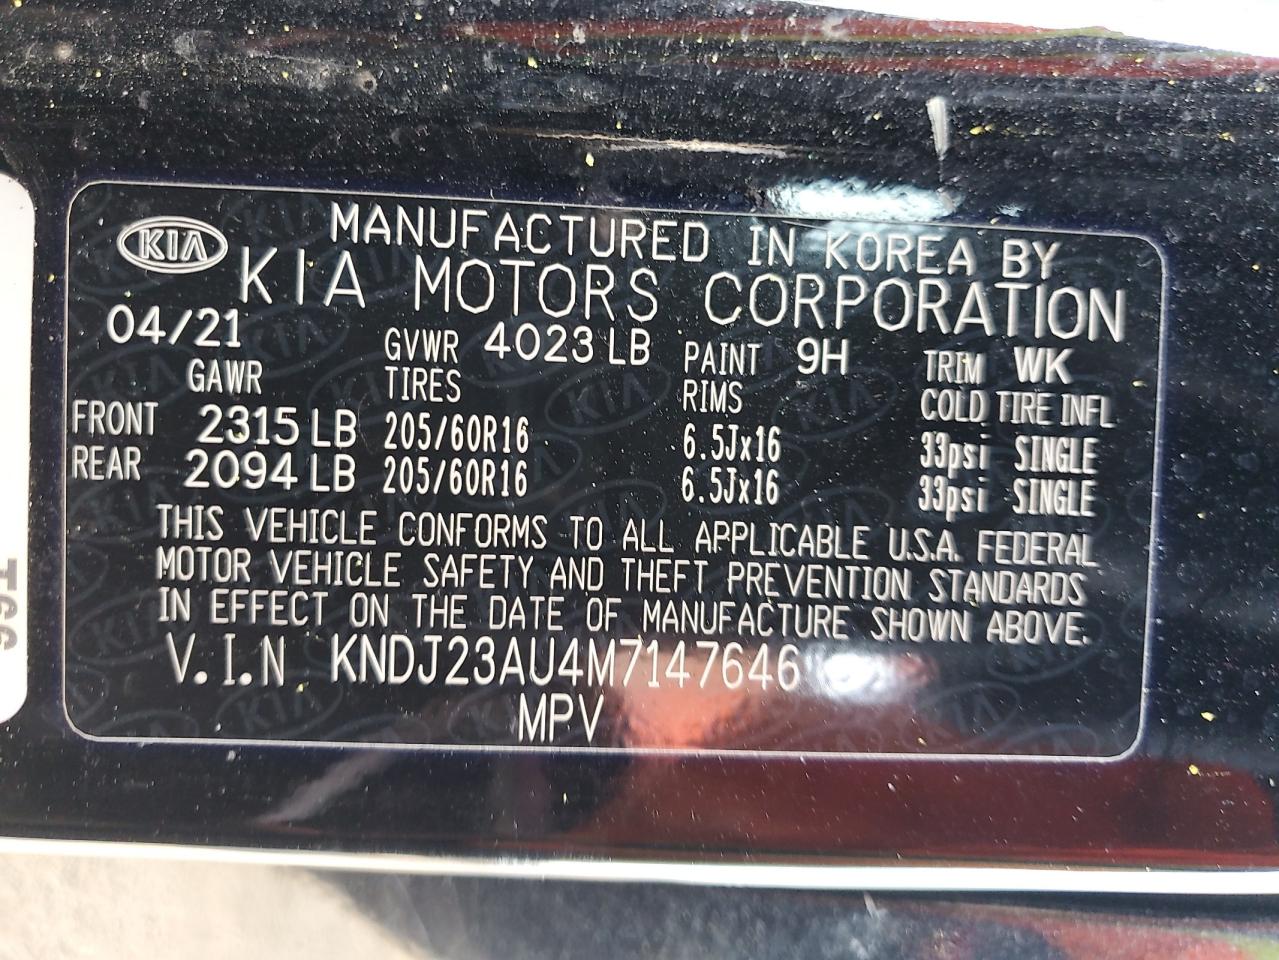 MANUFACTURED IN KOREA BY
KIA KIA MOTORS CORPORATION
04/21 GVWR 4023 LB PAINT 9H TRIM WK
GAWR TIRES RIMS COLD TIRE INFL
FRONT 2315 LB 205/60R16 6.5Jx16 33psi SINGLE
REAR 2094 LB 205/60R16 6.5Jx16 33psi SINGLE
THIS VEHICLE CONFORMS TO ALL APPLICABLE U.S.A. FEDERAL
MOTOR VEHICLE SAFETY AND THEFT PREVENTION STANDARDS
IN EFFECT ON THE DATE OF MANUFACTURE SHOWN ABOVE.
V.I.N KNDJ23AU4M7147646
MPV